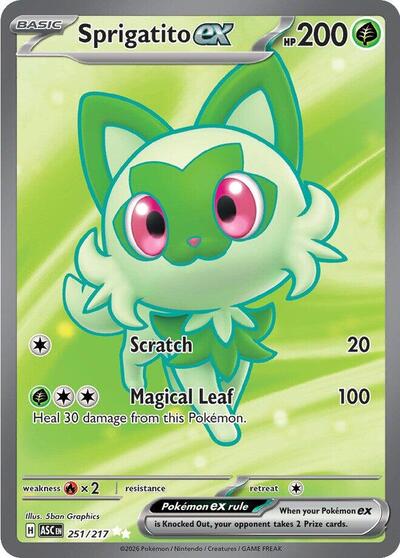 BASIC
Sprigatito ex HP 200
Scratch 20
Magical Leaf 100
Heal 30 damage from this Pokémon.
weakness × 2 resistance retreat
Pokémon ex rule
When your Pokémon ex
is Knocked Out, your opponent takes 2 Prize cards.
Illus. 5ban Graphics
H ASC EN 251/217
©2026 Pokémon / Nintendo / Creatures / GAME FREAK